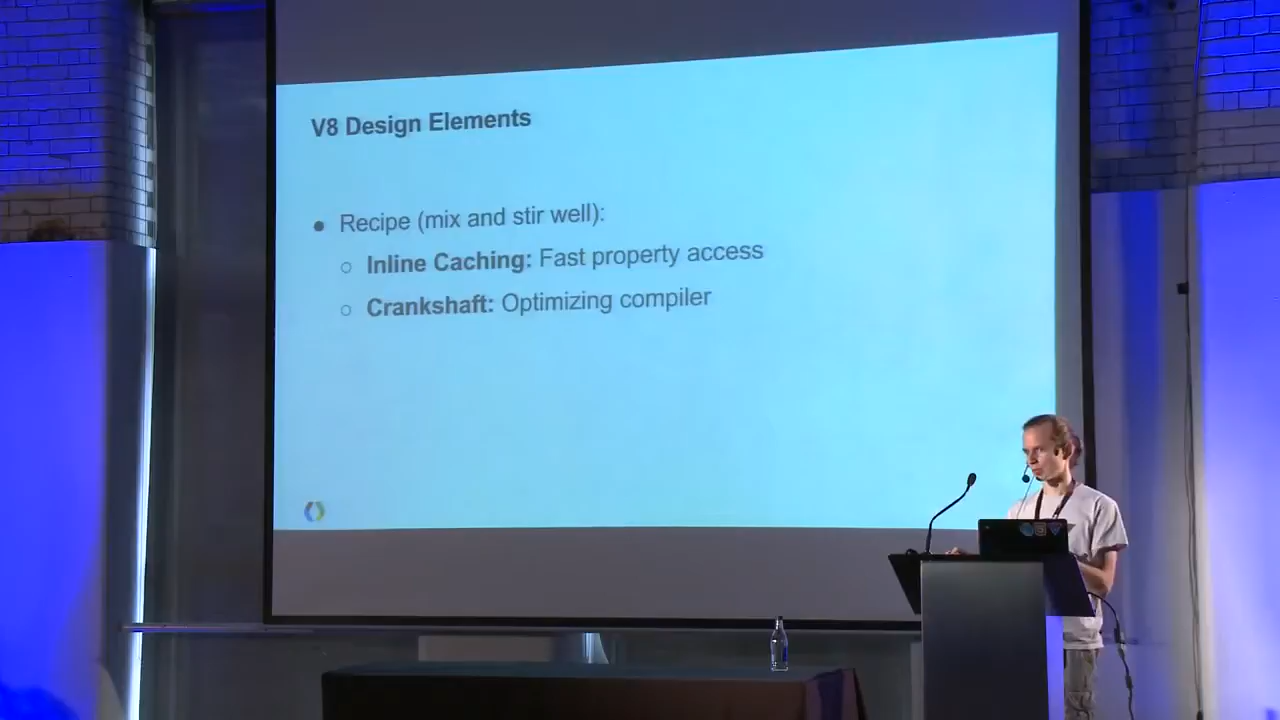 V8 Design Elements
● Recipe (mix and stir well):
○ Inline Caching: Fast property access
○ Crankshaft: Optimizing compiler